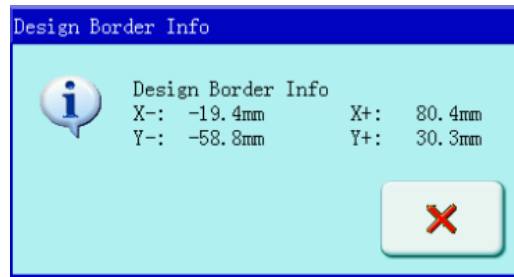 Design Border Info
Design Border Info
X-: -19.4mm X+: 80.4mm
Y-: -58.8mm Y+: 30.3mm